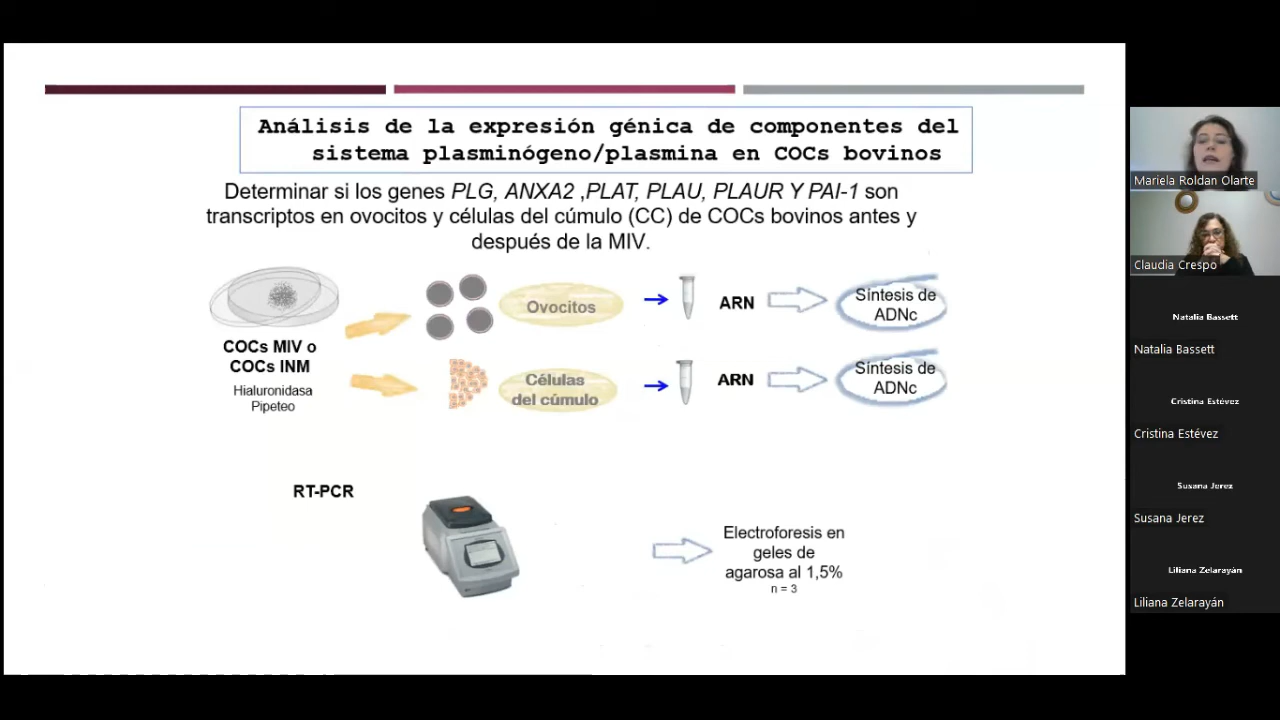 Análisis de la expresión génica de componentes del
sistema plasminógeno/plasmina en COCs bovinos
Determinar si los genes PLG, ANXA2 ,PLAT, PLAU, PLAUR Y PAI-1 son
transcriptos en ovocitos y células del cúmulo (CC) de COCs bovinos antes y
después de la MIV.
COCs MIV o
COCs INM
Hialuronidasa
Pipeteo
Ovocitos
ARN
Síntesis de
ADNc
Células
del cúmulo
ARN
Síntesis de
ADNc
RT-PCR
Electroforesis en
geles de
agarosa al 1,5%
n = 3
Mariela Roldan Olarte
Claudia Crespo
Natalia Bassett
Natalia Bassett
Cristina Estévez
Cristina Estévez
Susana Jerez
Susana Jerez
Liliana Zelarayán
Liliana Zelarayán